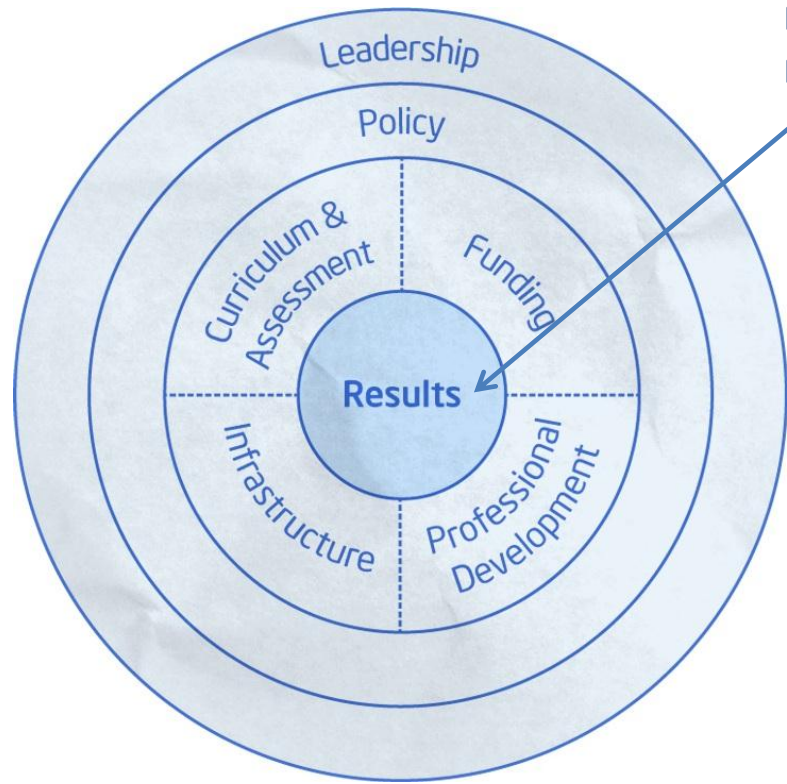 Leadership
Policy
Curriculum &
Assessment
Funding
Results
Infrastructure
Professional
Development